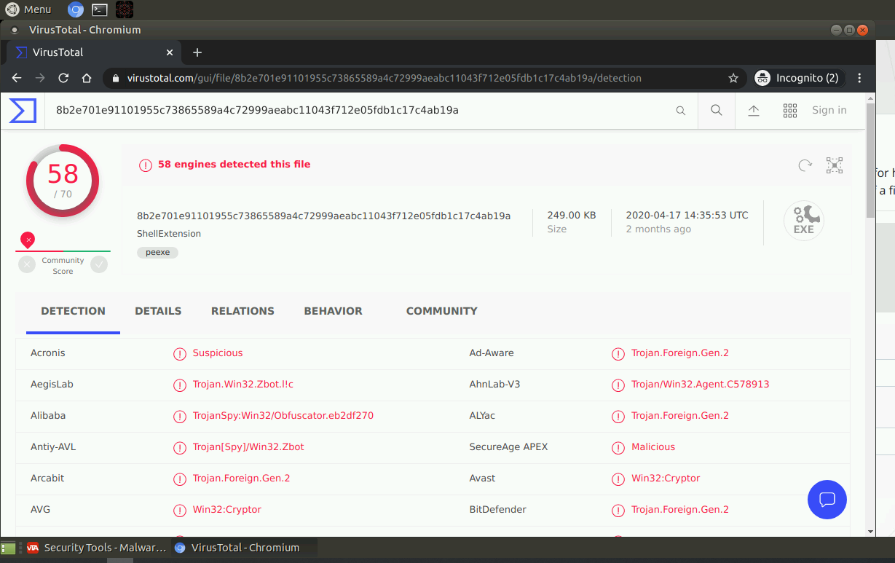 Menu
VirusTotal - Chromium
VirusTotal
virustotal.com/gui/file/8b2e701e91101955c73865589a4c72999aeabc11043f712e05fdb1c17c4ab19a/detection
Incognito (2)
8b2e701e91101955c73865589a4c72999aeabc11043f712e05fdb1c17c4ab19a
Sign in
58
/ 70
58 engines detected this file
for h
a fi
8b2e701e91101955c73865589a4c72999aeabc11043f712e05fdb1c17c4ab19a
249.00 KB
2020-04-17 14:35:53 UTC
Size
2 months ago
EXE
ShellExtension
peexe
Community
Score
DETECTION DETAILS RELATIONS BEHAVIOR COMMUNITY
Acronis Suspicious Ad-Aware Trojan.Foreign.Gen.2
AegisLab Trojan.Win32.Zbot.l!c AhnLab-V3 Trojan/Win32.Agent.C578913
Alibaba TrojanSpy:Win32/Obfuscator.eb2df270 ALYac Trojan.Foreign.Gen.2
Antiy-AVL Trojan[Spy]/Win32.Zbot SecureAge APEX Malicious
Arcabit Trojan.Foreign.Gen.2 Avast Win32:Cryptor
AVG Win32:Cryptor BitDefender Trojan.Foreign.Gen.2
Security Tools - Malwar... VirusTotal - Chromium